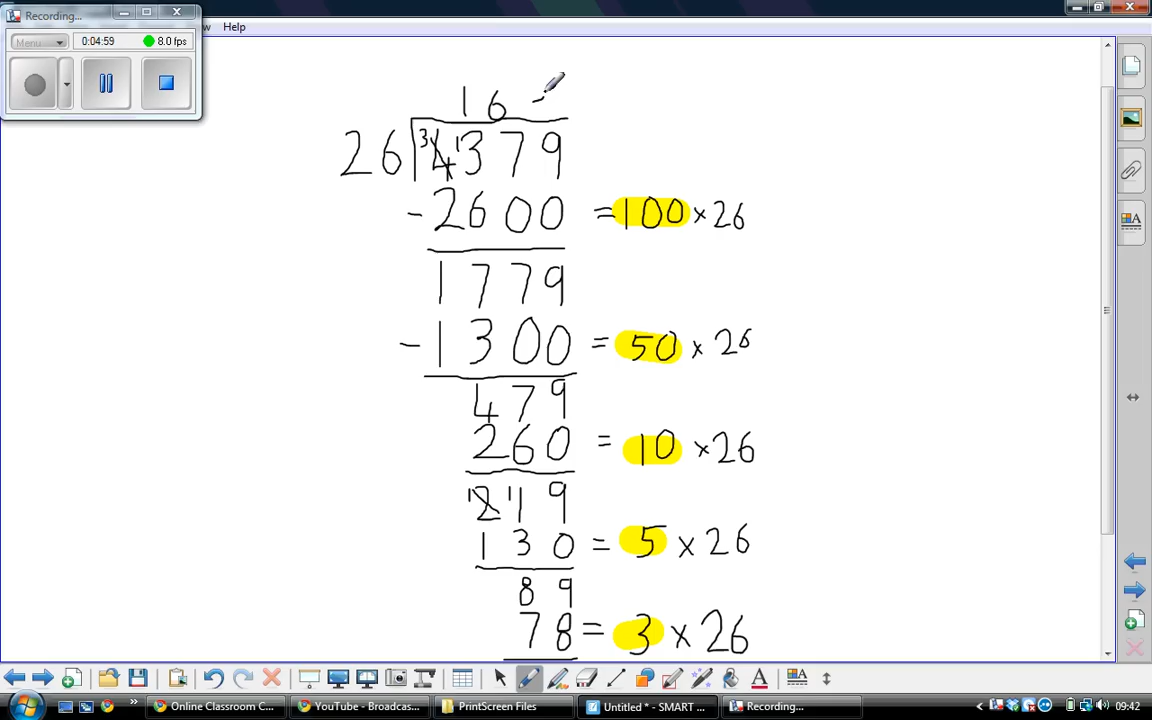 Recording...
Help
Menu
0:04:59
8.0 fps
16
26 4379
- 2600 = 100 × 26
1779
- 1300 = 50 × 26
479
260 = 10 × 26
219
130 = 5 × 26
89
78 = 3 × 26
Online Classroom C...
YouTube - Broadcas...
PrintScreen Files
Untitled * - SMART ...
Recording...
09:42